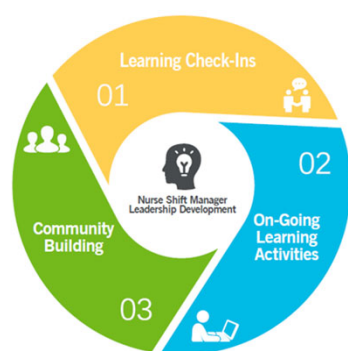 Learning Check-Ins
01
02
Nurse Shift Manager
Leadership Development
On-Going
Learning
Activities
Community
Building
03